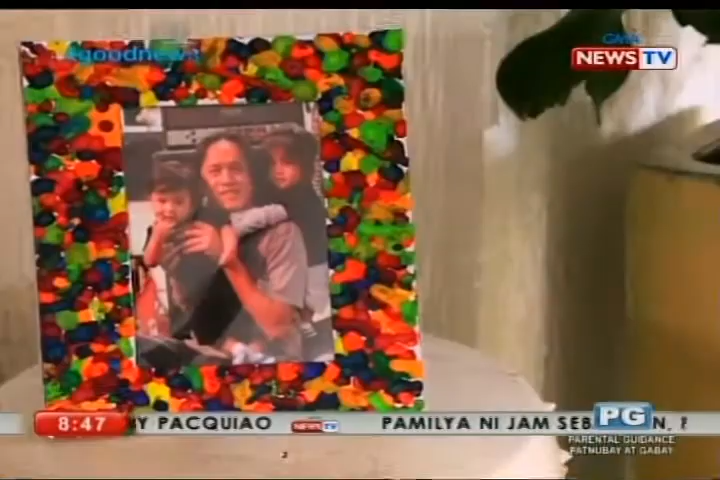 #goodnews
GMA
NEWS TV
8:47
Y PACQUIAO
NEWS TV
PAMILYA NI JAM SEB
N,
PG
PARENTAL GUIDANCE
PATNUBAY AT GABAY